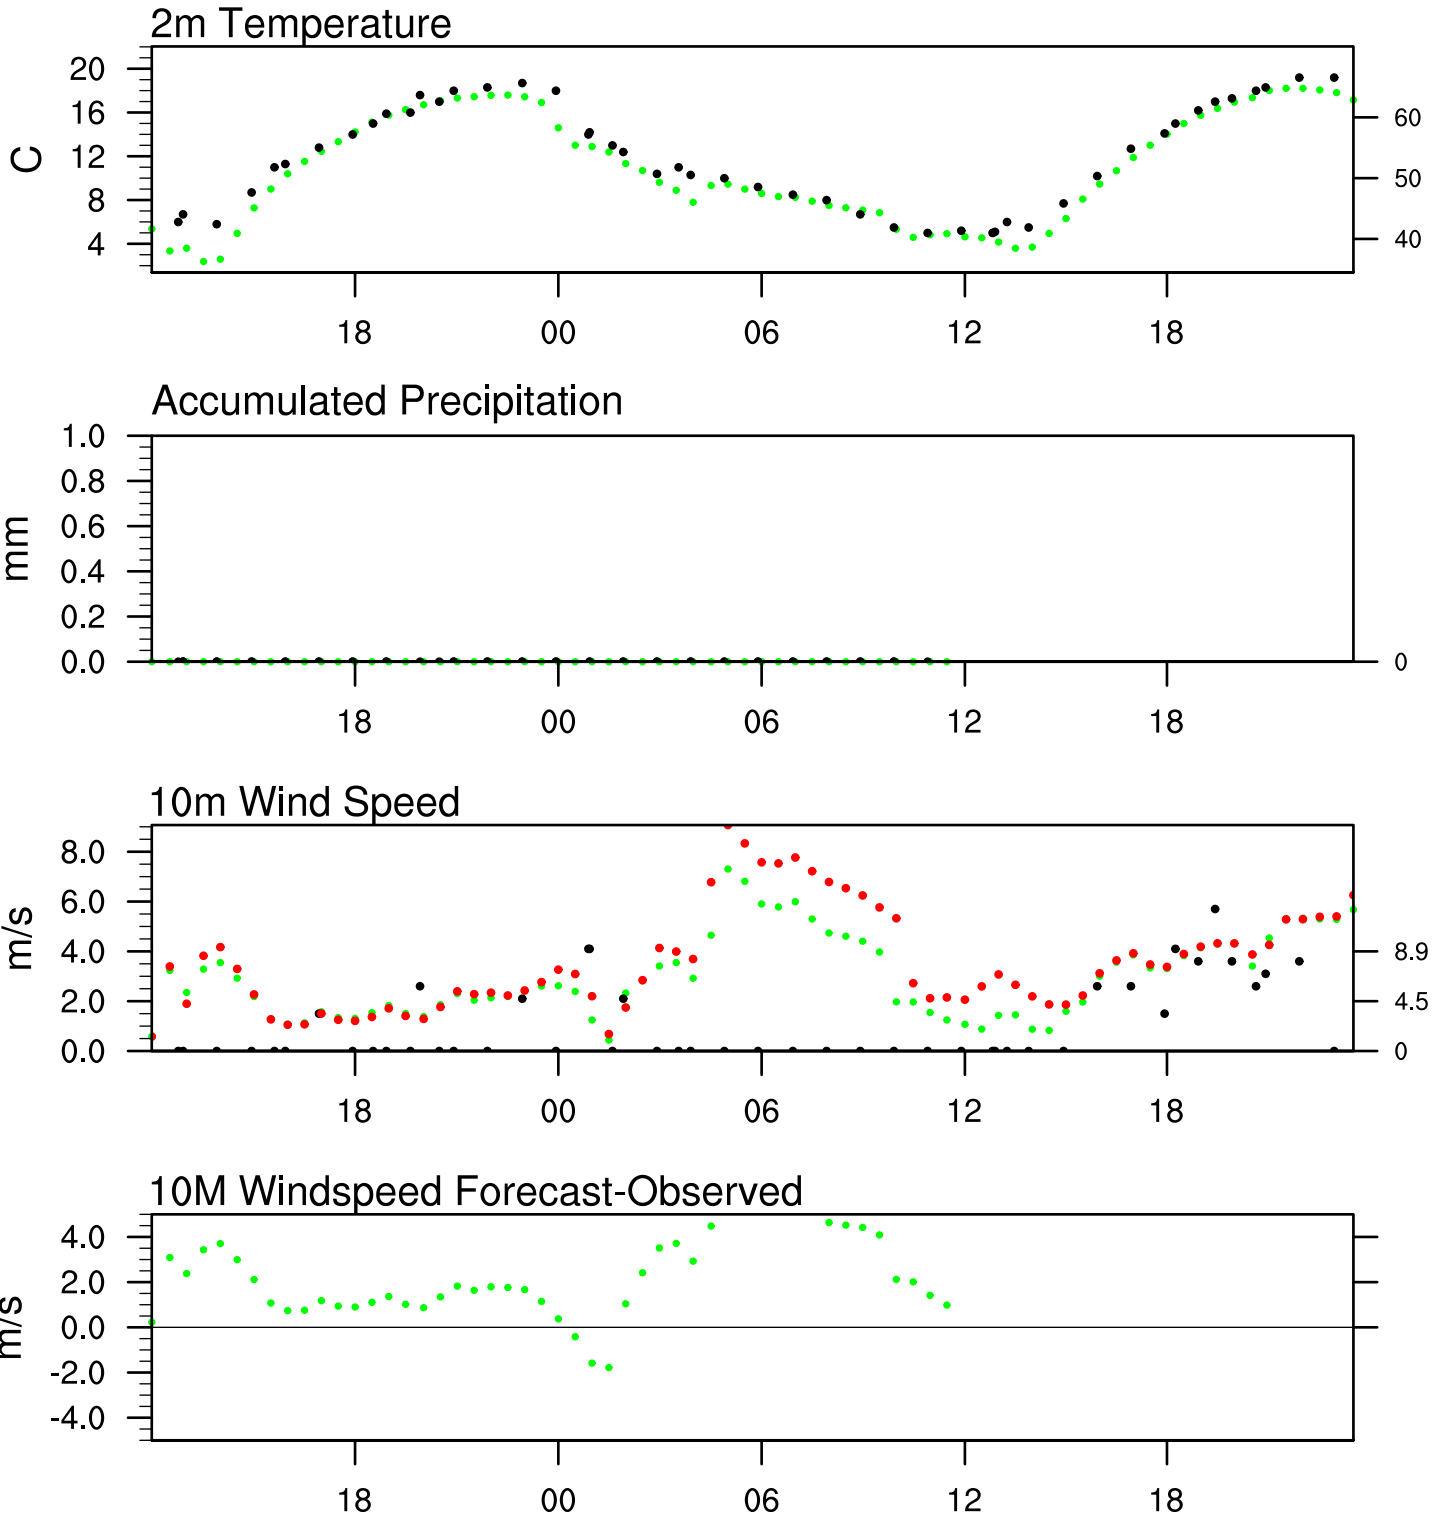 2m Temperature
20
16
12
8
4
C
60
50
40
18 00 06 12 18
Accumulated Precipitation
1.0
0.8
0.6
0.4
0.2
0.0
mm
0
18 00 06 12 18
10m Wind Speed
8.0
6.0
4.0
2.0
0.0
m/s
8.9
4.5
0
18 00 06 12 18
10M Windspeed Forecast-Observed
4.0
2.0
0.0
-2.0
-4.0
m/s
18 00 06 12 18